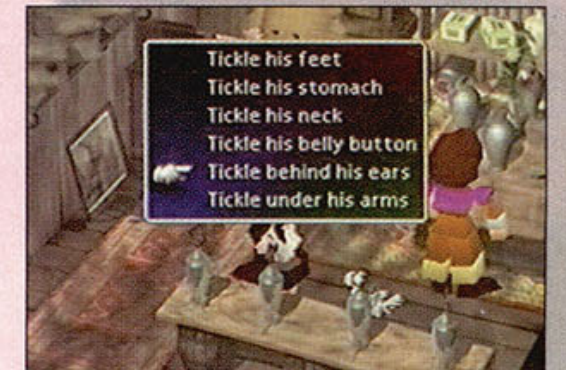 Tickle his feet
Tickle his stomach
Tickle his neck
Tickle his belly button
Tickle behind his ears
Tickle under his arms